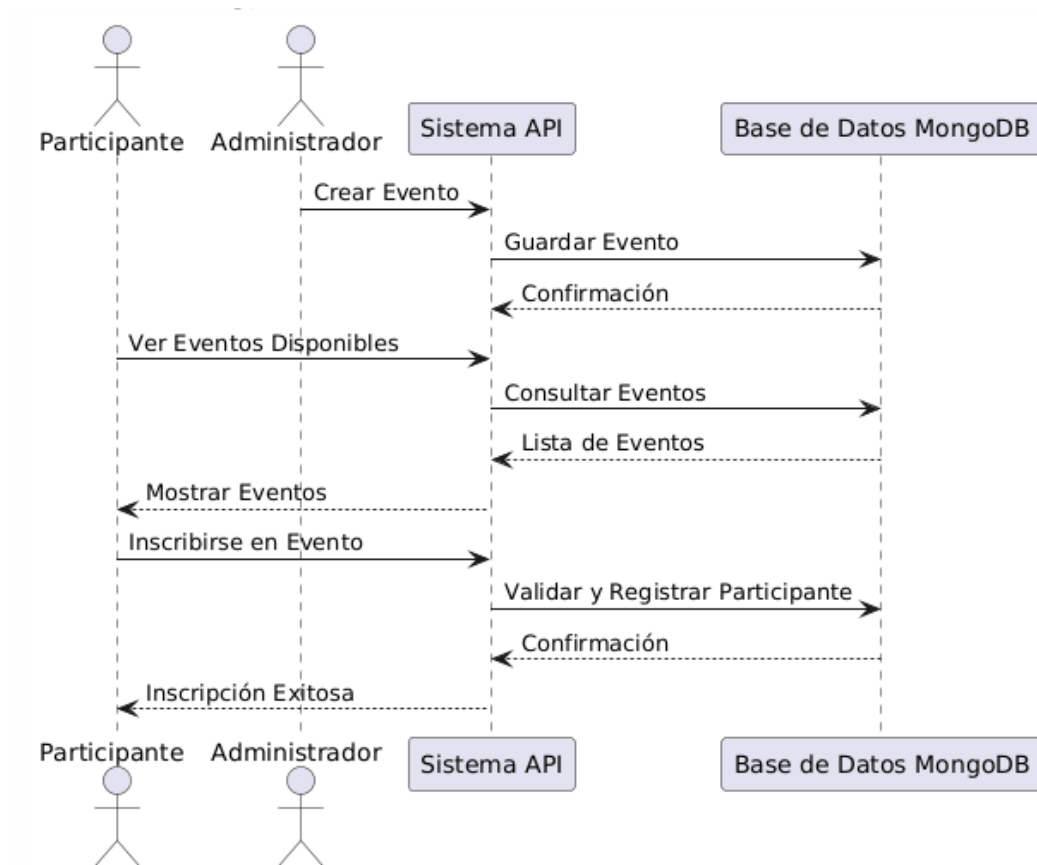 Participante
Administrador
Sistema API
Base de Datos MongoDB
Crear Evento
Guardar Evento
Confirmación
Ver Eventos Disponibles
Consultar Eventos
Lista de Eventos
Mostrar Eventos
Inscribirse en Evento
Validar y Registrar Participante
Confirmación
Inscripción Exitosa
Participante
Administrador
Sistema API
Base de Datos MongoDB